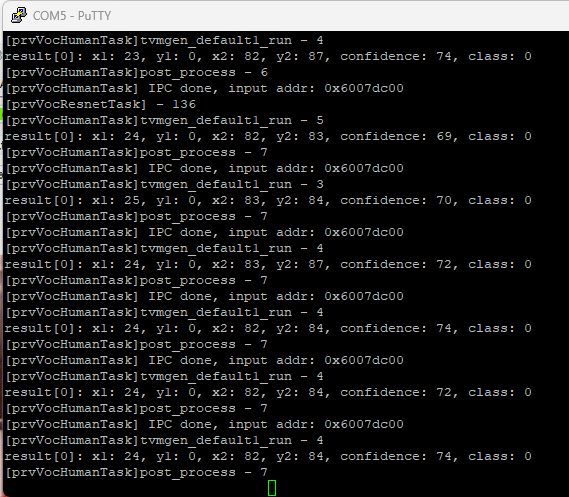 COM5 - PuTTY
[prvVocHumanTask]tvmgen_default1_run - 4
result[0]: x1: 23, y1: 0, x2: 82, y2: 87, confidence: 74, class: 0
[prvVocHumanTask]post_process - 6
[prvVocHumanTask] IPC done, input addr: 0x6007dc00
[prvVocResnetTask] - 136
[prvVocHumanTask]tvmgen_default1_run - 5
result[0]: x1: 24, y1: 0, x2: 82, y2: 83, confidence: 69, class: 0
[prvVocHumanTask]post_process - 7
[prvVocHumanTask] IPC done, input addr: 0x6007dc00
[prvVocHumanTask]tvmgen_default1_run - 3
result[0]: x1: 25, y1: 0, x2: 83, y2: 84, confidence: 70, class: 0
[prvVocHumanTask]post_process - 7
[prvVocHumanTask] IPC done, input addr: 0x6007dc00
[prvVocHumanTask]tvmgen_default1_run - 4
result[0]: x1: 24, y1: 0, x2: 83, y2: 87, confidence: 72, class: 0
[prvVocHumanTask]post_process - 7
[prvVocHumanTask] IPC done, input addr: 0x6007dc00
[prvVocHumanTask]tvmgen_default1_run - 4
result[0]: x1: 24, y1: 0, x2: 82, y2: 84, confidence: 74, class: 0
[prvVocHumanTask]post_process - 7
[prvVocHumanTask] IPC done, input addr: 0x6007dc00
[prvVocHumanTask]tvmgen_default1_run - 4
result[0]: x1: 24, y1: 0, x2: 82, y2: 84, confidence: 72, class: 0
[prvVocHumanTask]post_process - 7
[prvVocHumanTask] IPC done, input addr: 0x6007dc00
[prvVocHumanTask]tvmgen_default1_run - 4
result[0]: x1: 24, y1: 0, x2: 82, y2: 84, confidence: 74, class: 0
[prvVocHumanTask]post_process - 7